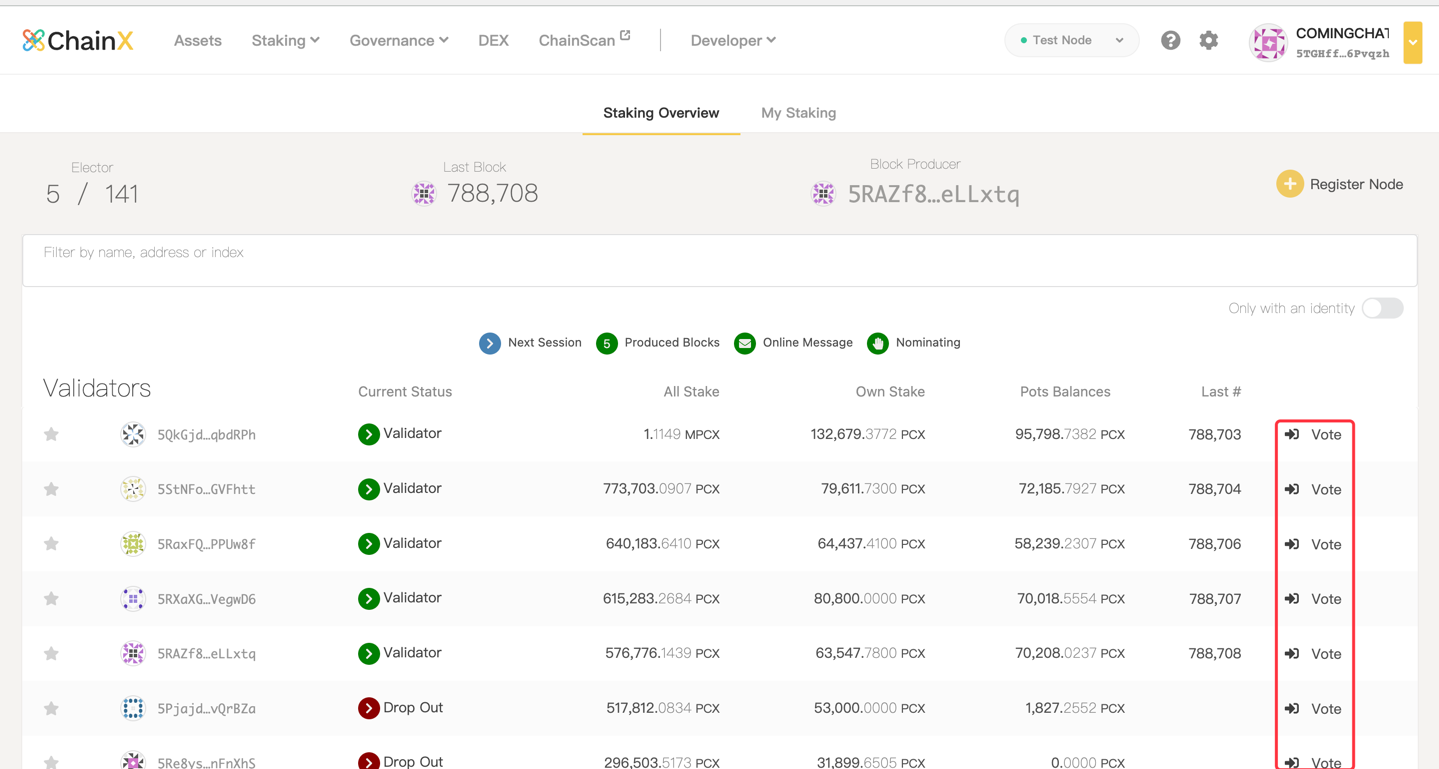 ChainX Assets Staking Governance DEX ChainScan Developer Test Node COMINGCHAT
5TGHff…6Pvqzh
Staking Overview My Staking
Elector Last Block Block Producer
5 / 141 788,708 5RAZf8…eLLxtq Register Node
Filter by name, address or index
Only with an identity
Next Session 5 Produced Blocks Online Message Nominating
Validators Current Status All Stake Own Stake Pots Balances Last #
5QkGjd…qbdRPh Validator 1.1149 MPCX 132,679.3772 PCX 95,798.7382 PCX 788,703 Vote
5StNFo…GVFhtt Validator 773,703.0907 PCX 79,611.7300 PCX 72,185.7927 PCX 788,704 Vote
5RaxFQ…PPUw8f Validator 640,183.6410 PCX 64,437.4100 PCX 58,239.2307 PCX 788,706 Vote
5RXaXG…VegwD6 Validator 615,283.2684 PCX 80,800.0000 PCX 70,018.5554 PCX 788,707 Vote
5RAZf8…eLLxtq Validator 576,776.1439 PCX 63,547.7800 PCX 70,208.0237 PCX 788,708 Vote
5Pjajd…vQrBZa Drop Out 517,812.0834 PCX 53,000.0000 PCX 1,827.2552 PCX Vote
5Re8ys…nFnXhS Drop Out 296,503.5173 PCX 31,899.6505 PCX 0.0000 PCX Vote